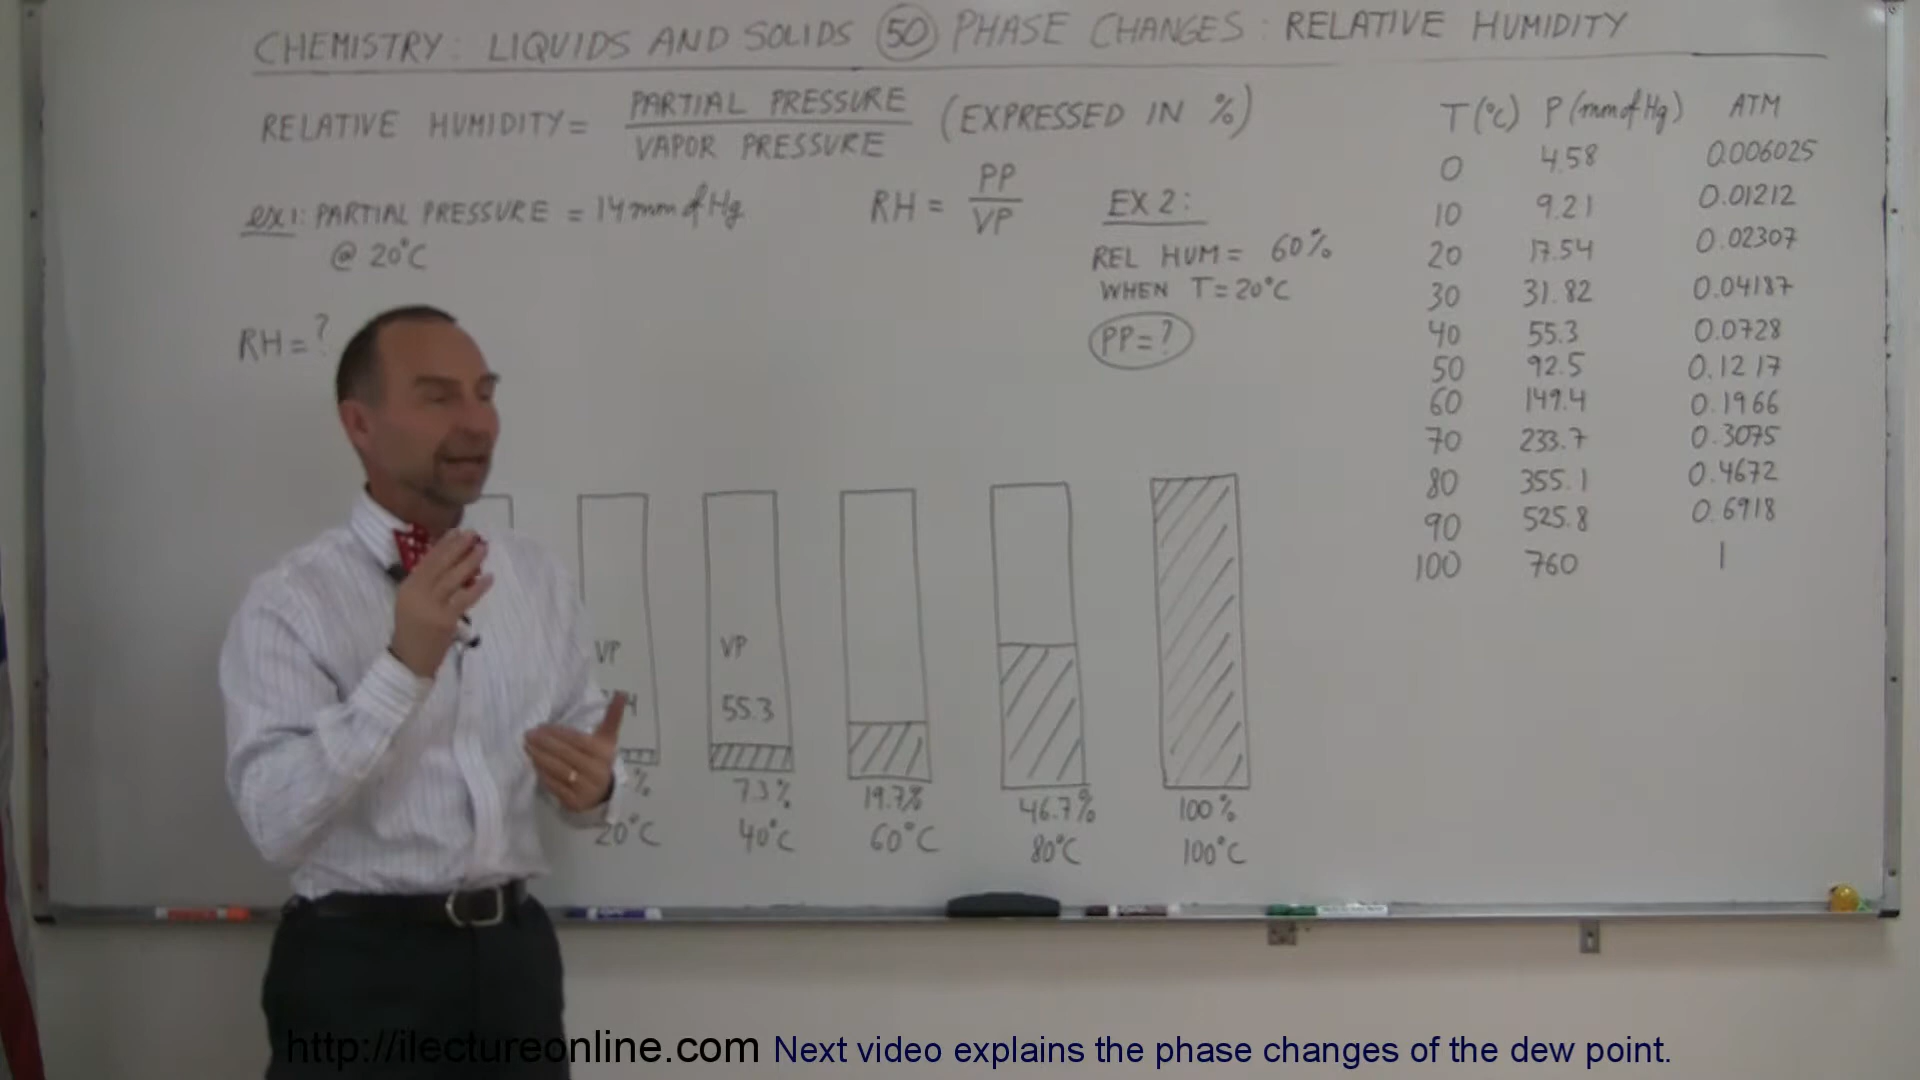 CHEMISTRY: LIQUIDS AND SOLIDS 50 PHASE CHANGES: RELATIVE HUMIDITY
RELATIVE HUMIDITY = PARTIAL PRESSURE / VAPOR PRESSURE (EXPRESSED IN %)
ex1: PARTIAL PRESSURE = 14 mm of Hg
@ 20°C
RH = ?
RH = PP / VP
EX 2:
REL HUM = 60%
WHEN T = 20°C
PP = ?
T (°C) P (mm of Hg) ATM
0 4.58 0.006025
10 9.21 0.01212
20 17.54 0.02307
30 31.82 0.04187
40 55.3 0.0728
50 92.5 0.1217
60 149.4 0.1966
70 233.7 0.3075
80 355.1 0.4672
90 525.8 0.6918
100 760 1
VP VP
55.3
% 7.3% 19.7% 46.7% 100%
20°C 40°C 60°C 80°C 100°C
http://ilectureonline.com Next video explains the phase changes of the dew point.